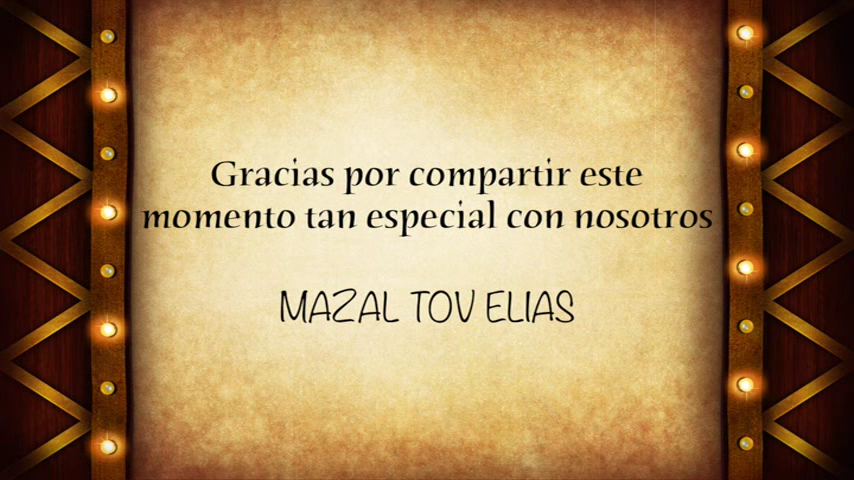 Gracias por compartir este
momento tan especial con nosotros
MAZAL TOV ELIAS